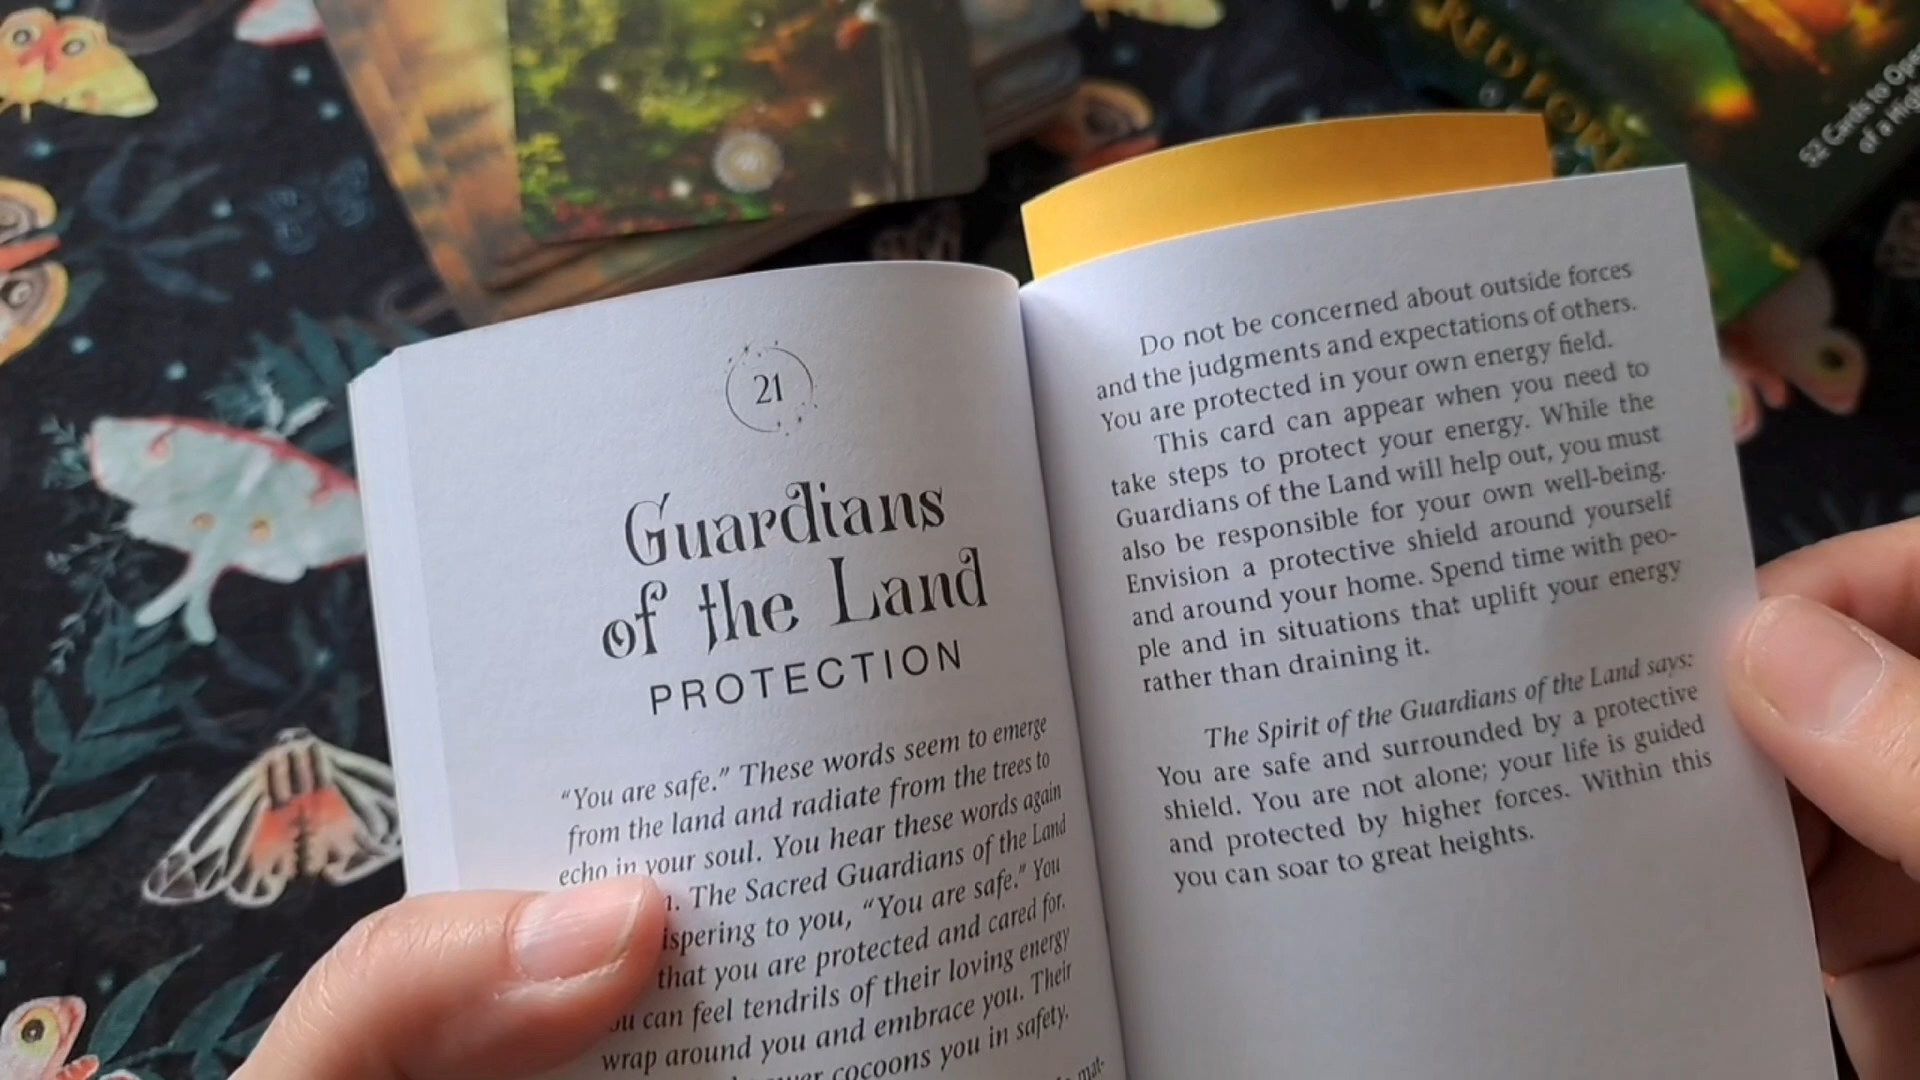 RED FORE
52 Cards to Ope
of a Hig
21
Guardians
of the Land
PROTECTION
“You are safe.” These words seem to emerge
from the land and radiate from the trees to
echo in your soul. You hear these words again
The Sacred Guardians of the Land
ispering to you, “You are safe.” You
that you are protected and cared for.
can feel tendrils of their loving energy
wrap around you and embrace you. Their
cocoons you in safety.
mat-
Do not be concerned about outside forces
and the judgments and expectations of others.
You are protected in your own energy field.
This card can appear when you need to
take steps to protect your energy. While the
Guardians of the Land will help out, you must
also be responsible for your own well-being.
Envision a protective shield around yourself
and around your home. Spend time with peo-
ple and in situations that uplift your energy
rather than draining it.
The Spirit of the Guardians of the Land says:
You are safe and surrounded by a protective
shield. You are not alone; your life is guided
and protected by higher forces. Within this
you can soar to great heights.